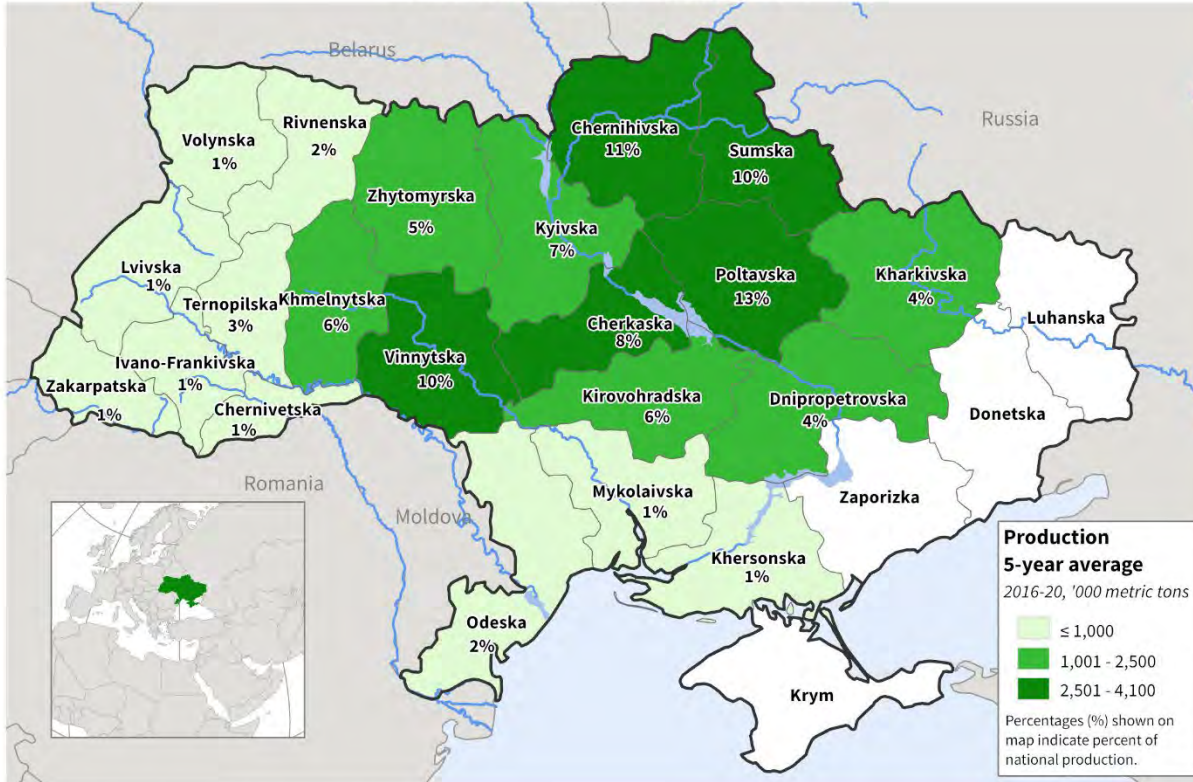 Belarus
Russia
Volynska
1%
Rivnenska
2%
Chernihivska
11%
Sumska
10%
Zhytomyrska
5%
Kyivska
7%
Lvivska
1%
Ternopilska
3%
Khmelnytska
6%
Poltavska
13%
Kharkivska
4%
Luhanska
Cherkaska
8%
Vinnytska
10%
Ivano-Frankivska
1%
Zakarpatska
1%
Chernivetska
1%
Kirovohradska
6%
Dnipropetrovska
4%
Donetska
Romania
Moldova
Mykolaivska
1%
Zaporizka
Khersonska
1%
Odeska
2%
Krym
Production
5-year average
2016-20, '000 metric tons
≤ 1,000
1,001 - 2,500
2,501 - 4,100
Percentages (%) shown on
map indicate percent of
national production.